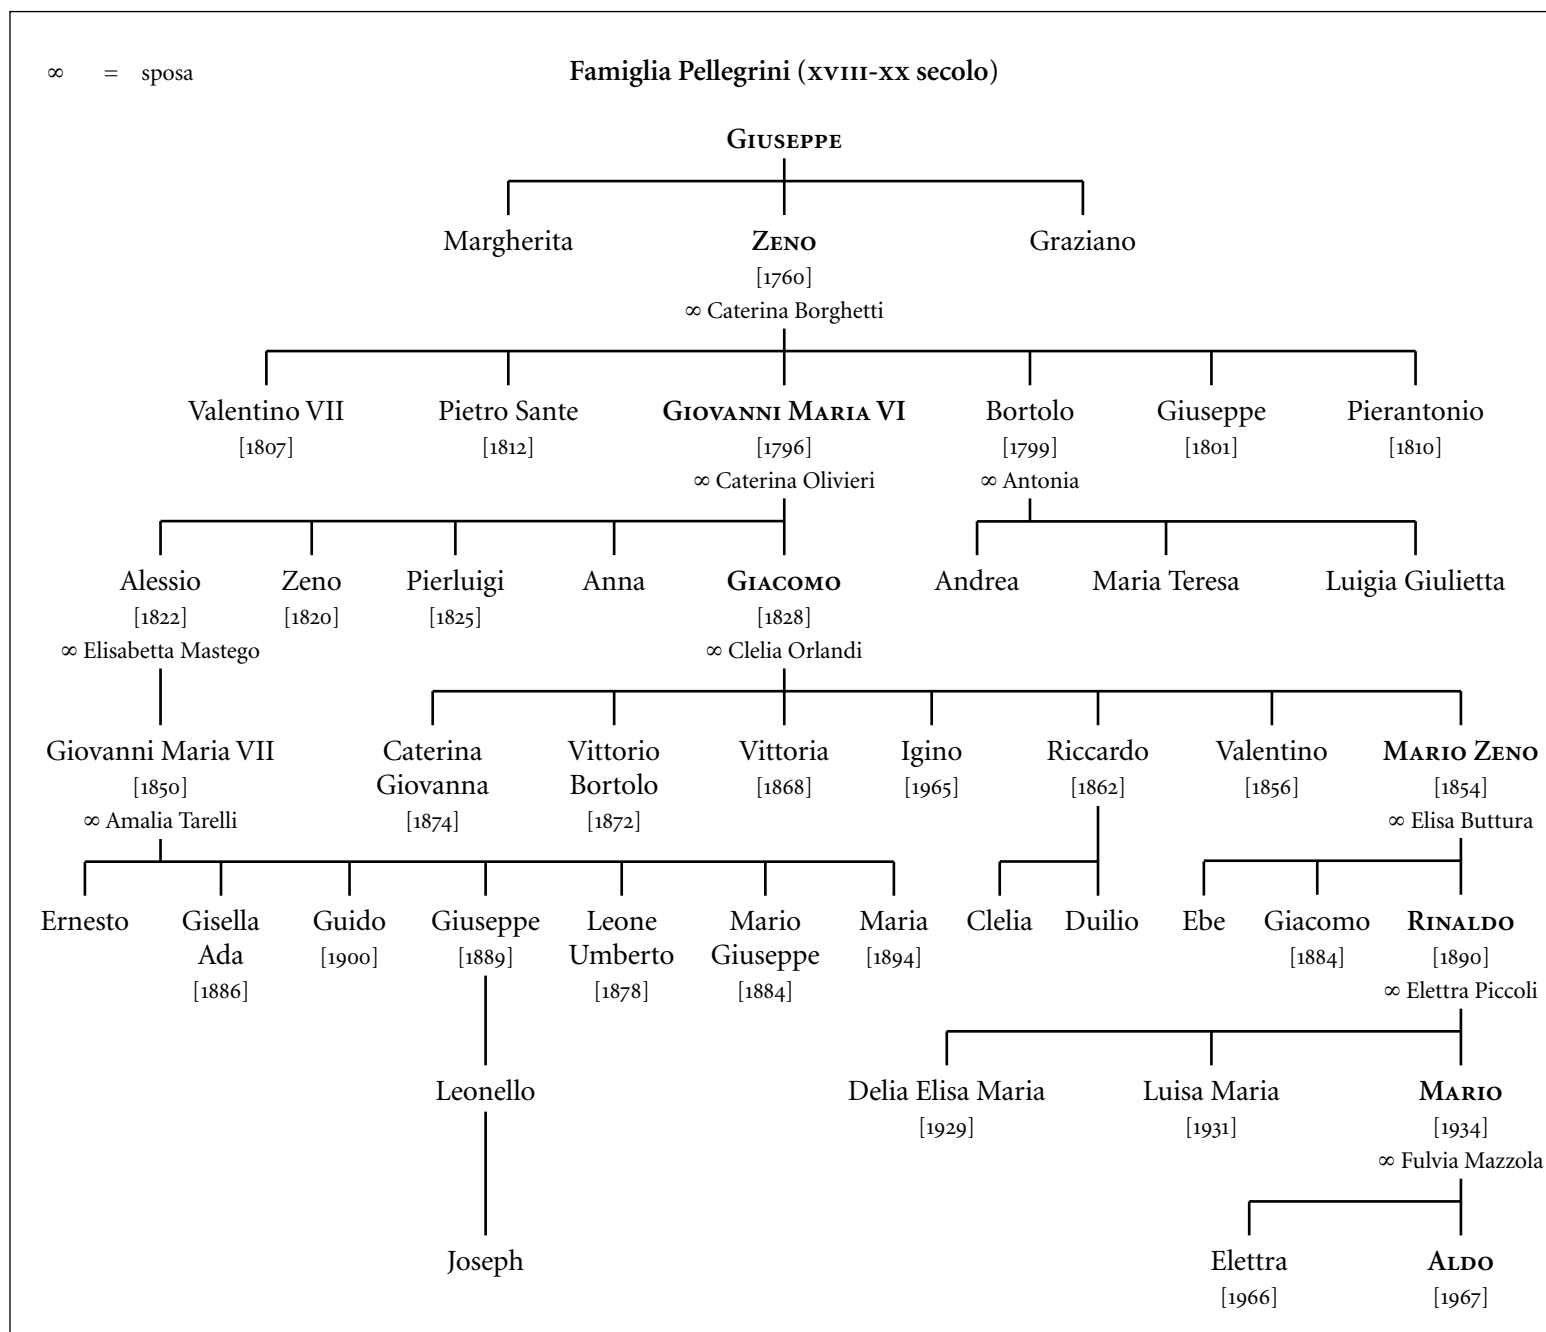 ∞ = sposa
Famiglia Pellegrini (XVIII-XX secolo)
GIUSEPPE
Margherita ZENO Graziano
[1760]
∞ Caterina Borghetti
Valentino VII Pietro Sante GIOVANNI MARIA VI Bortolo Giuseppe Pierantonio
[1807] [1812] [1796] [1799] [1801] [1810]
∞ Caterina Olivieri ∞ Antonia
Alessio Zeno Pierluigi Anna GIACOMO Andrea Maria Teresa Luigia Giulietta
[1822] [1820] [1825] [1828]
∞ Elisabetta Mastego ∞ Clelia Orlandi
Giovanni Maria VII Caterina Vittorio Vittoria Igino Riccardo Valentino MARIO ZENO
[1850] Giovanna Bortolo [1868] [1965] [1862] [1856] [1854]
∞ Amalia Tarelli [1874] [1872] ∞ Elisa Buttura
Ernesto Gisella Guido Giuseppe Leone Mario Maria Clelia Duilio Ebe Giacomo RINALDO
Ada [1900] [1889] Umberto Giuseppe [1894] [1884] [1890]
[1886] [1878] [1884] ∞ Elettra Piccoli
Leonello Delia Elisa Maria Luisa Maria MARIO
[1929] [1931] [1934]
∞ Fulvia Mazzola
Joseph Elettra ALDO
[1966] [1967]